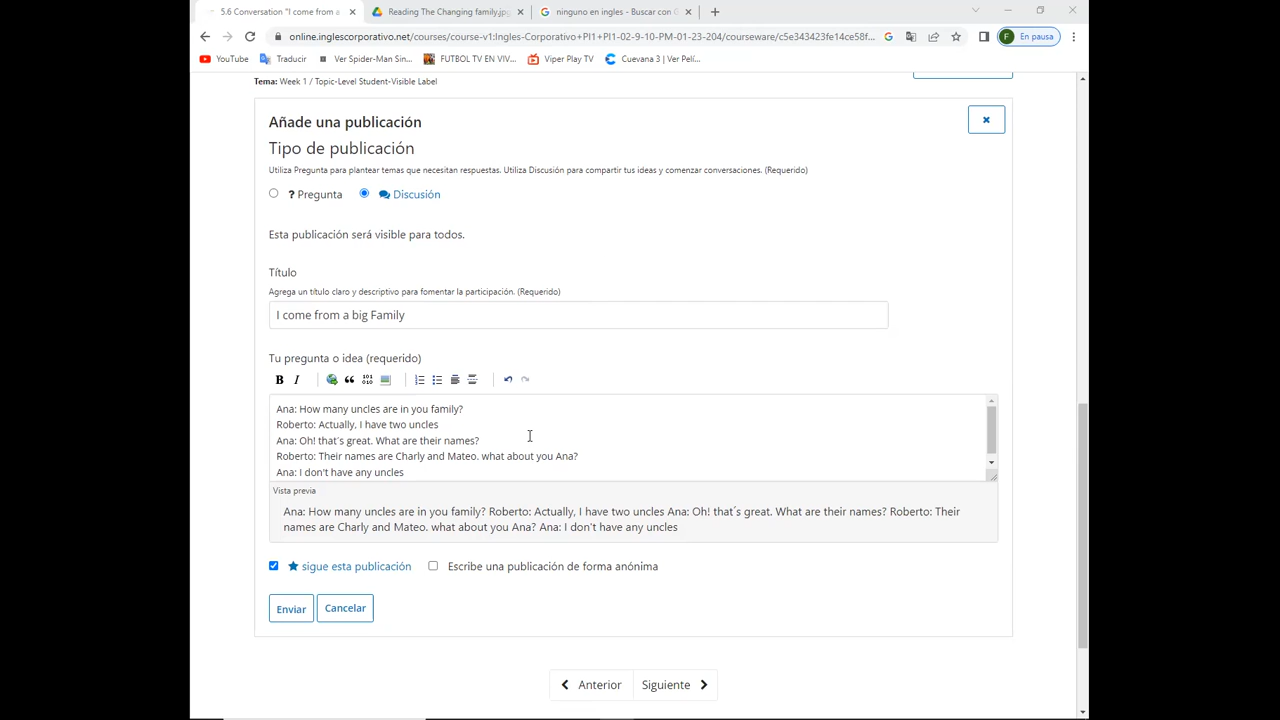 5.6 Conversation "I come from a
Reading The Changing family.jpg
ninguno en ingles - Buscar con G
online.inglescorporativo.net/courses/course-v1:Ingles-Corporativo+PI1+PI1-02-9-10-PM-01-23-204/courseware/c5e343423fe14ce58f...
F En pausa
YouTube
Traducir
Ver Spider-Man Sin...
FUTBOL TV EN VIV...
Viper Play TV
Cuevana 3 | Ver Pelí...
Tema: Week 1 / Topic-Level Student-Visible Label
Añade una publicación
Tipo de publicación
Utiliza Pregunta para plantear temas que necesitan respuestas. Utiliza Discusión para compartir tus ideas y comenzar conversaciones. (Requerido)
? Pregunta
Discusión
Esta publicación será visible para todos.
Título
Agrega un título claro y descriptivo para fomentar la participación. (Requerido)
I come from a big Family
Tu pregunta o idea (requerido)
B I
Ana: How many uncles are in you family?
Roberto: Actually, I have two uncles
Ana: Oh! that´s great. What are their names?
Roberto: Their names are Charly and Mateo. what about you Ana?
Ana: I don't have any uncles
Vista previa
Ana: How many uncles are in you family? Roberto: Actually, I have two uncles Ana: Oh! that´s great. What are their names? Roberto: Their
names are Charly and Mateo. what about you Ana? Ana: I don't have any uncles
sigue esta publicación
Escribe una publicación de forma anónima
Enviar
Cancelar
Anterior
Siguiente